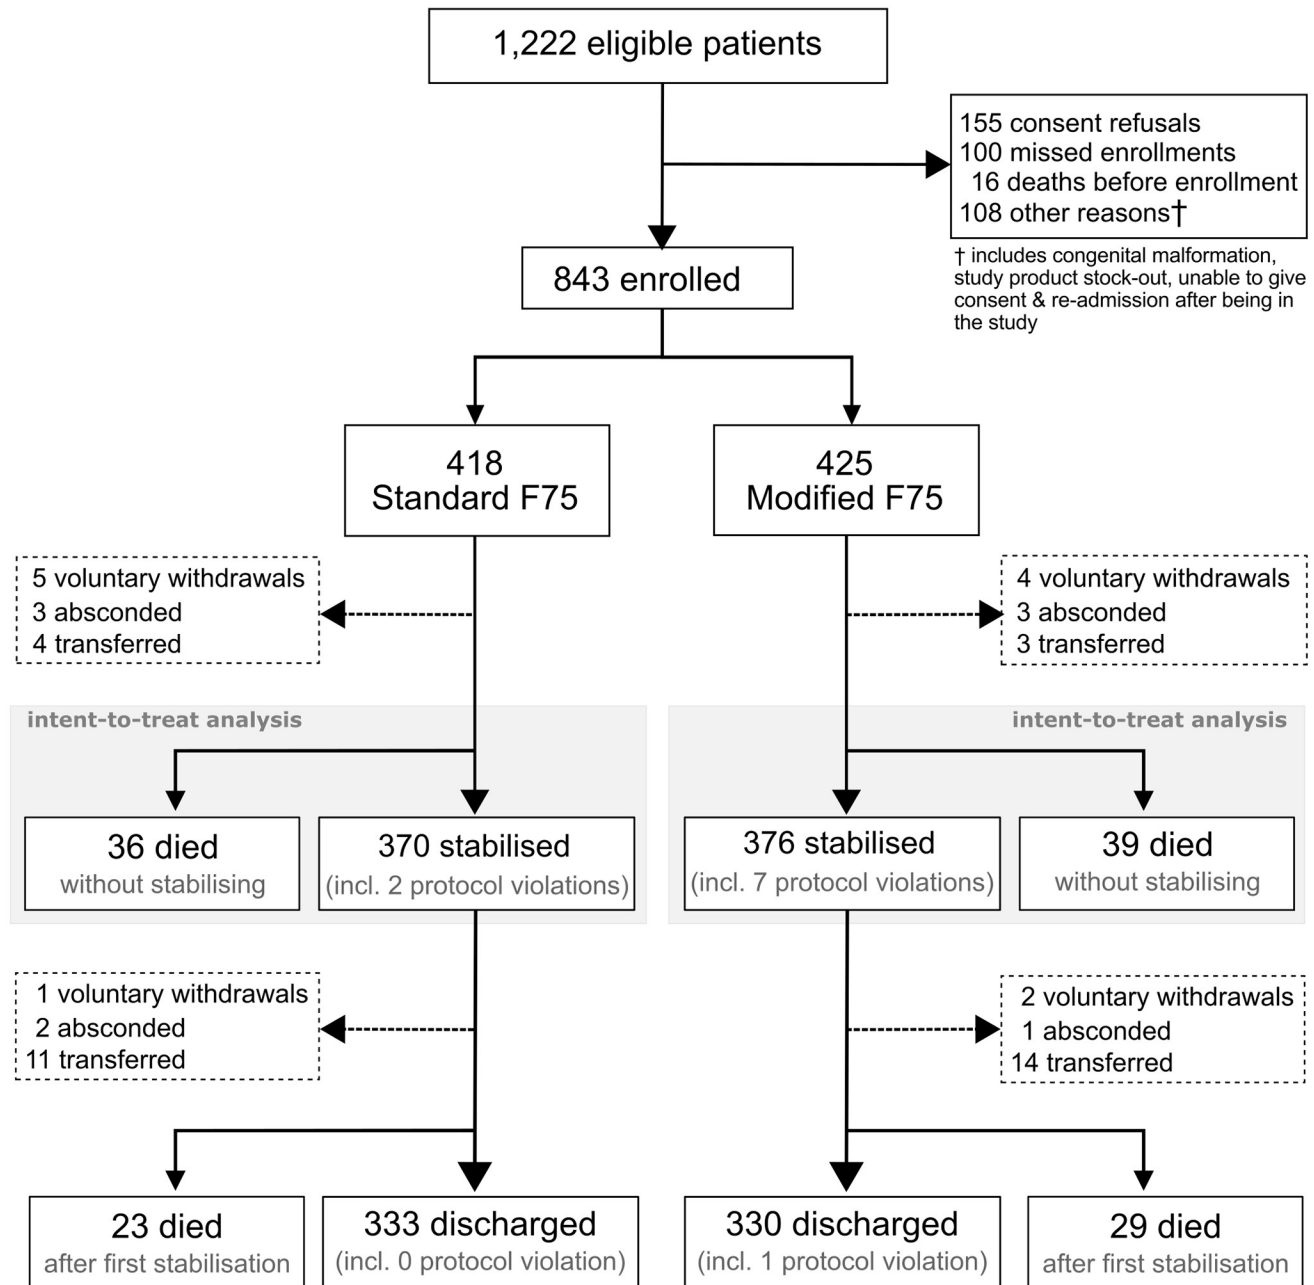 1,222 eligible patients
155 consent refusals
100 missed enrollments
16 deaths before enrollment
108 other reasons†
† includes congenital malformation,
study product stock-out, unable to give
consent & re-admission after being in
the study
843 enrolled
418
Standard F75
425
Modified F75
5 voluntary withdrawals
3 absconded
4 transferred
4 voluntary withdrawals
3 absconded
3 transferred
intent-to-treat analysis
intent-to-treat analysis
36 died
without stabilising
370 stabilised
(incl. 2 protocol violations)
376 stabilised
(incl. 7 protocol violations)
39 died
without stabilising
1 voluntary withdrawals
2 absconded
11 transferred
2 voluntary withdrawals
1 absconded
14 transferred
23 died
after first stabilisation
333 discharged
(incl. 0 protocol violation)
330 discharged
(incl. 1 protocol violation)
29 died
after first stabilisation